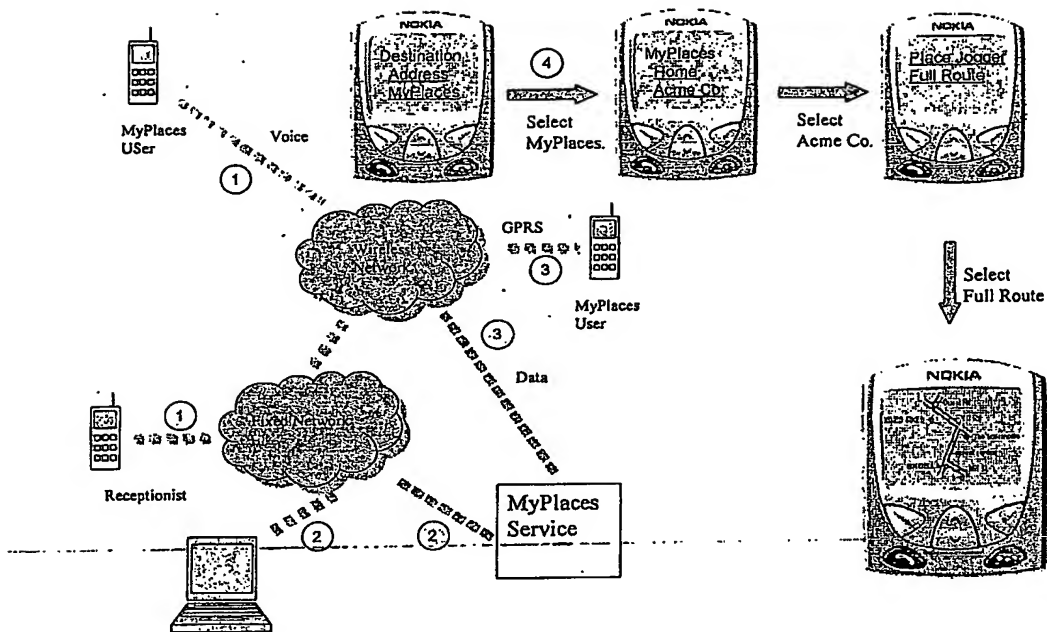 NOKIA
Destination
Address
MyPlaces
4
Select
MyPlaces.
NOKIA
MyPlaces
Home
Acme Co.
Select
Acme Co.
NOKIA
Place Jogger
Full Route
MyPlaces
USer
Voice
1
Wireless
Network
GPRS
3
MyPlaces
User
Select
Full Route
3
Data
NOKIA
1
Fixed Network
Receptionist
MyPlaces
Service
2
2